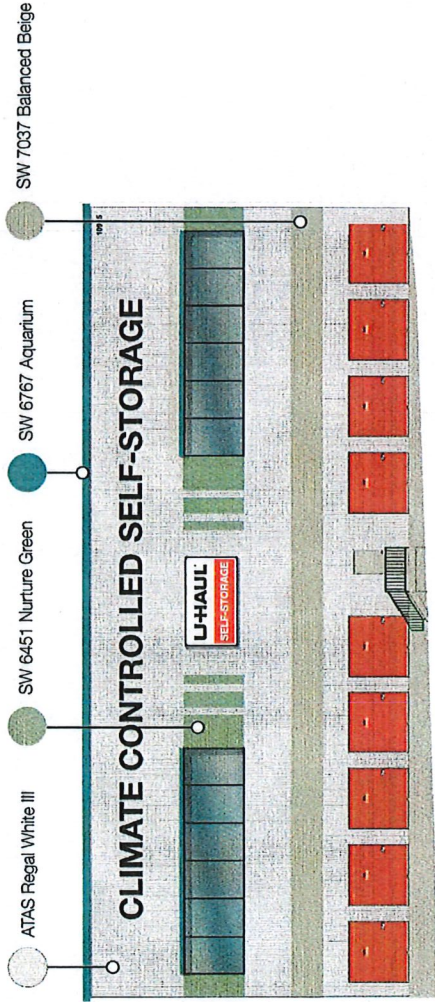 ATAS Regal White III
SW 6451 Nurture Green
SW 6767 Aquarium
SW 7037 Balanced Beige
CLIMATE CONTROLLED SELF-STORAGE
U-HAUL
SELF-STORAGE